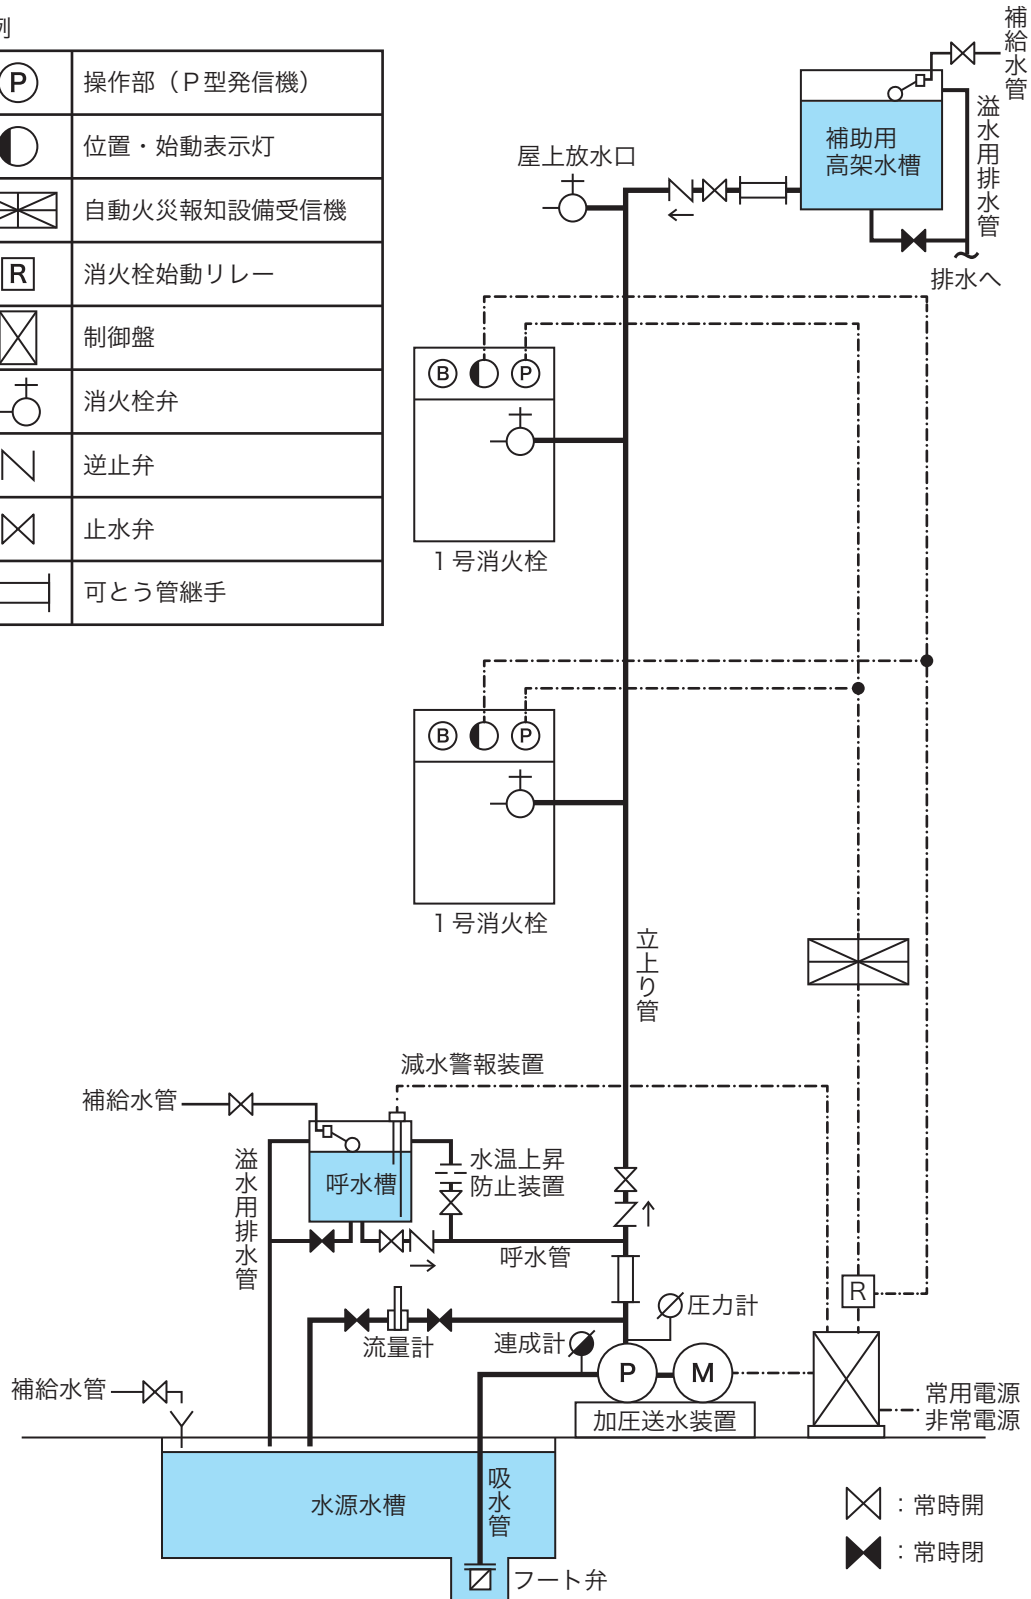 例
P
操作部(P型発信機)
位置・始動表示灯
自動火災報知設備受信機
R
消火栓始動リレー
制御盤
消火栓弁
逆止弁
止水弁
可とう管継手
補給水管
溢水用排水管
補助用
高架水槽
屋上放水口
排水へ
B
P
1号消火栓
B
P
1号消火栓
立上り管
減水警報装置
補給水管
溢水用排水管
呼水槽
水温上昇
防止装置
呼水管
R
圧力計
流量計
連成計
P
M
加圧送水装置
常用電源
非常電源
補給水管
水源水槽
吸水管
フート弁
:常時開
:常時閉